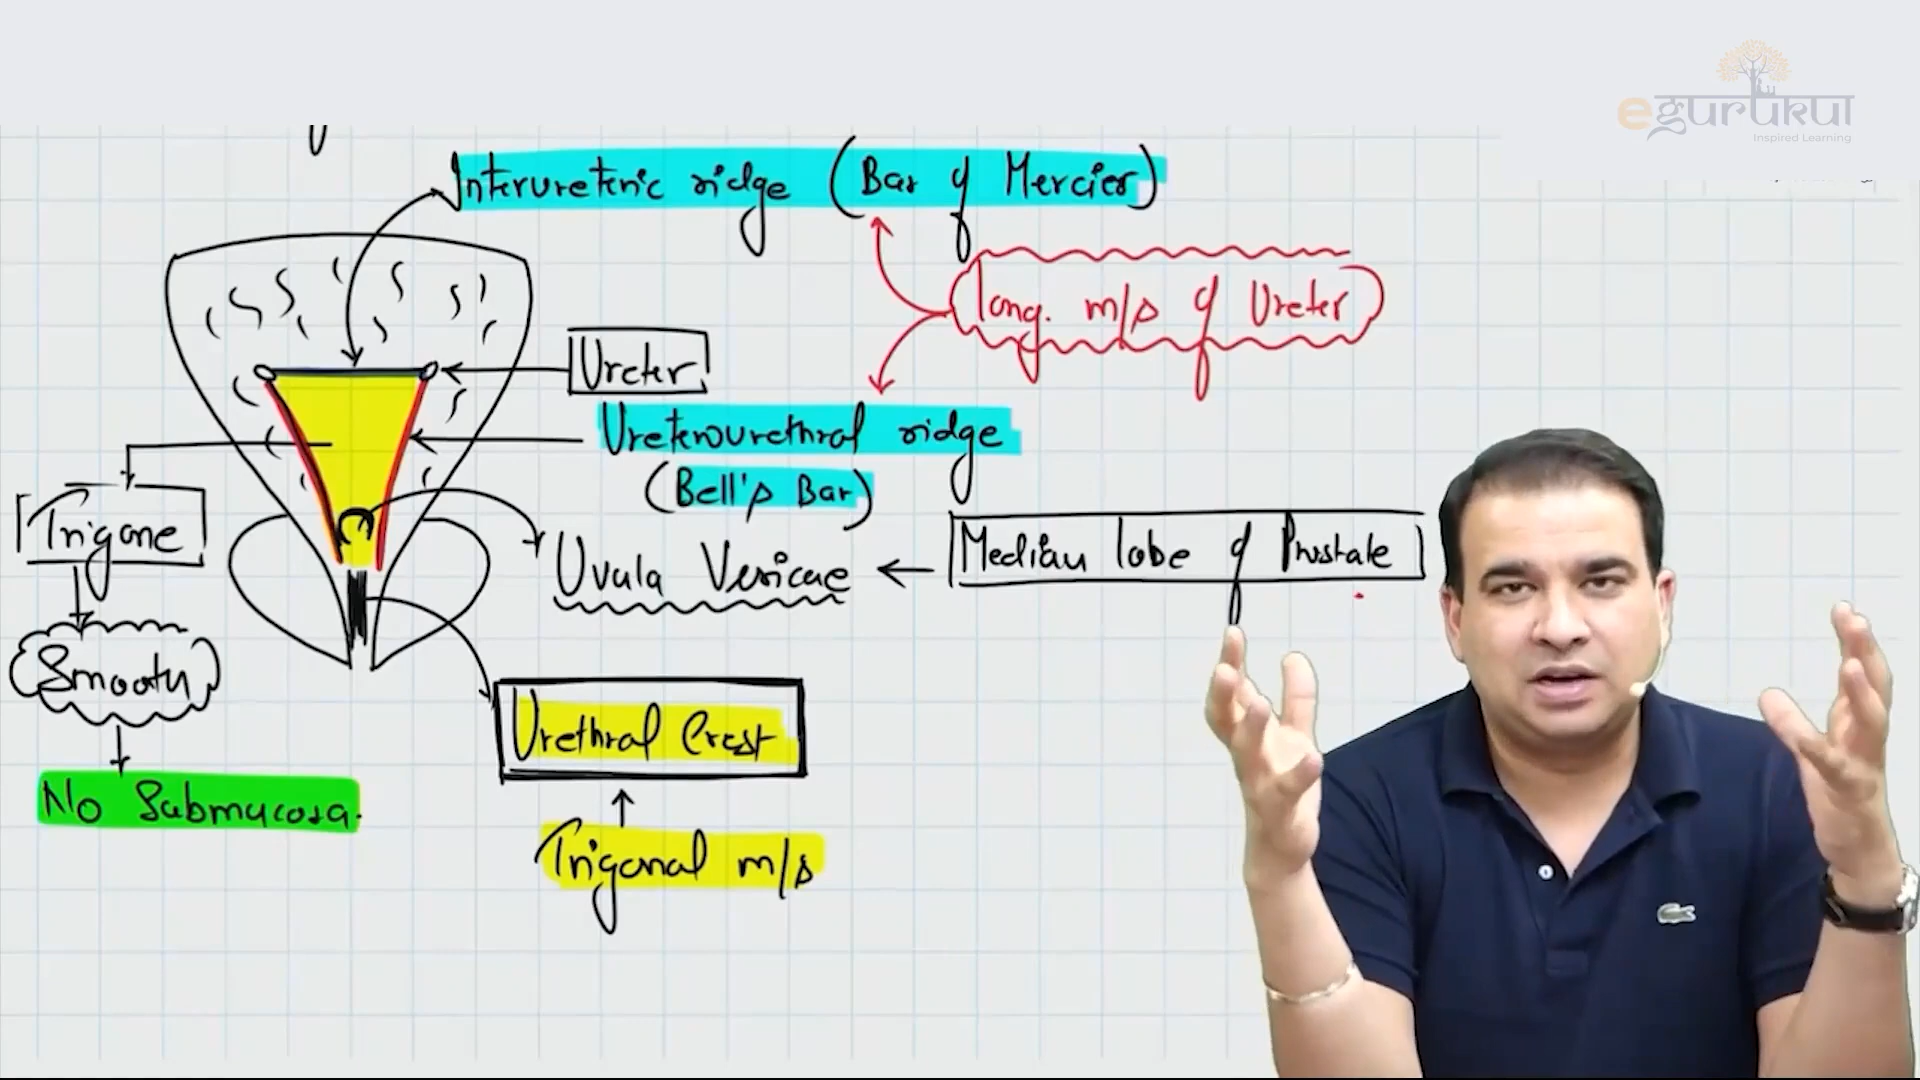 egurukul
Inspired Learning
Interureteric ridge (Bar of Mercier)
long. m/s of Ureter
Ureter
Ureterourethral ridge
(Bell's Bar)
Trigone
Uvula Vesicae
Median lobe of Prostate
Smooth
Urethral Crest
No Submucosa.
Trigonal m/s